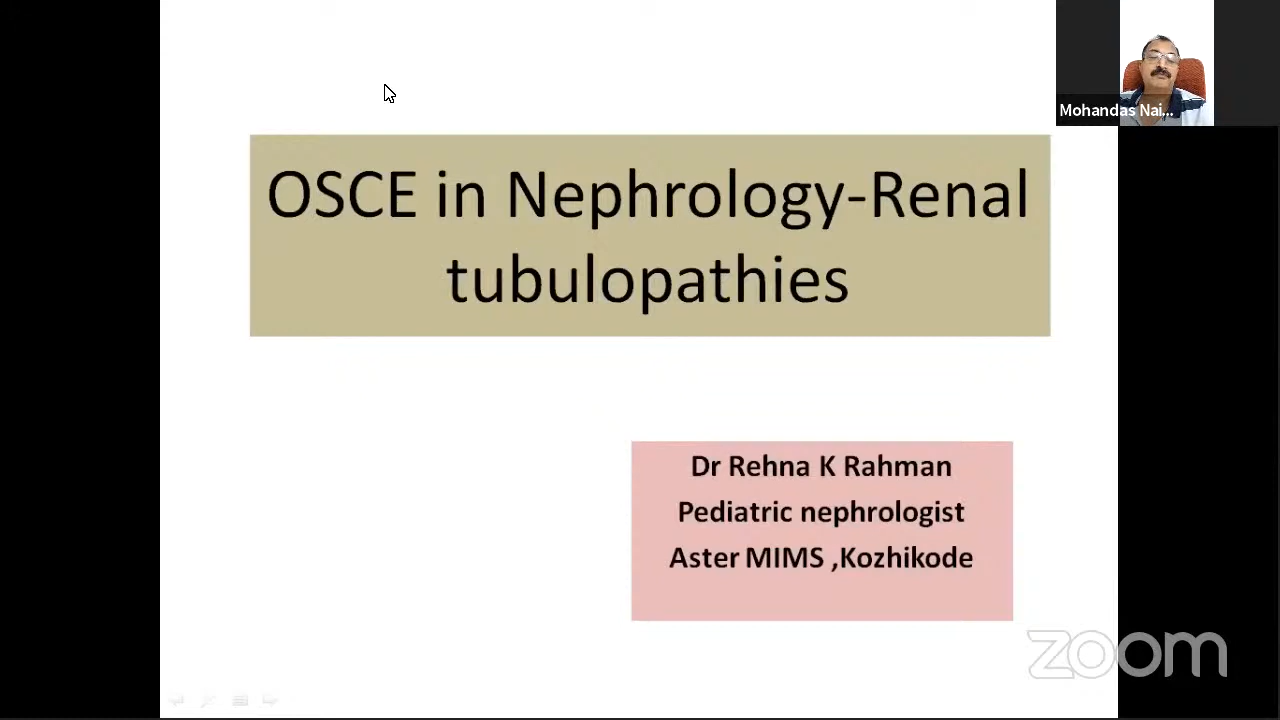 Mohandas Nai...
OSCE in Nephrology-Renal
tubulopathies
Dr Rehna K Rahman
Pediatric nephrologist
Aster MIMS ,Kozhikode
zoom